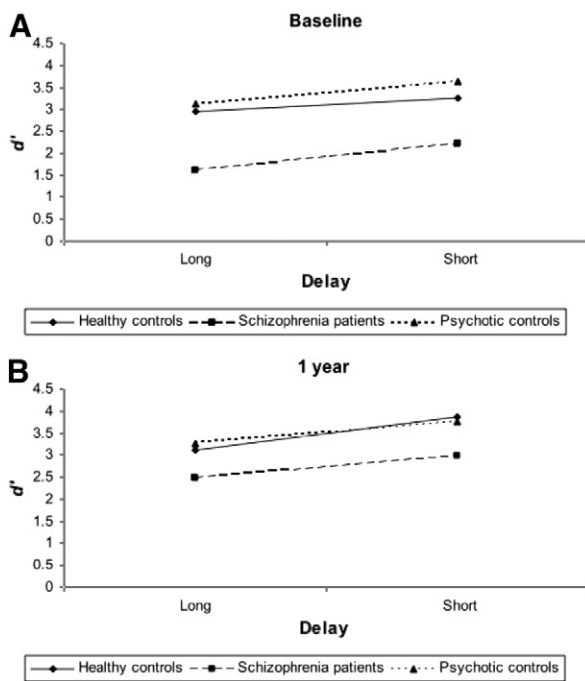 A
Baseline
4.5
4
3.5
3
2.5
2
1.5
1
0.5
0
d'
Long Short
Delay
Healthy controls Schizophrenia patients Psychotic controls
B
1 year
4.5
4
3.5
3
2.5
2
1.5
1
0.5
0
d'
Long Short
Delay
Healthy controls Schizophrenia patients Psychotic controls